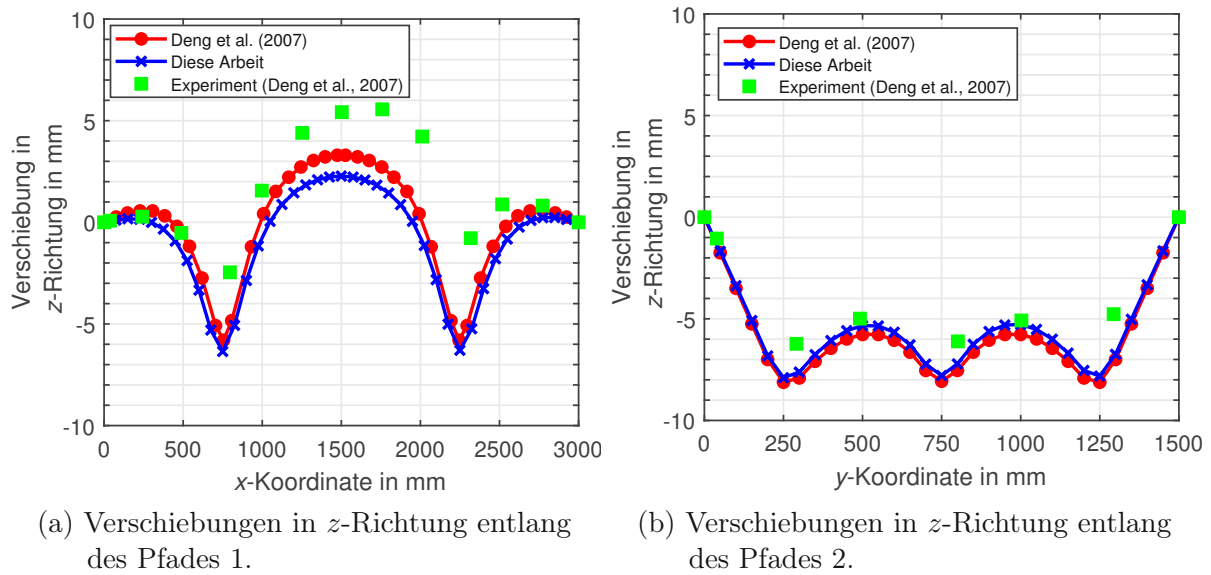 10
5
0
-5
-10
Verschiebung in
z-Richtung in mm
Deng et al. (2007)
Diese Arbeit
Experiment (Deng et al., 2007)
0
500
1000
1500
2000
2500
3000
x-Koordinate in mm
(a) Verschiebungen in z-Richtung entlang
des Pfades 1.
10
5
0
-5
-10
Verschiebung in
z-Richtung in mm
Deng et al. (2007)
Diese Arbeit
Experiment (Deng et al., 2007)
0
250
500
750
1000
1250
1500
y-Koordinate in mm
(b) Verschiebungen in z-Richtung entlang
des Pfades 2.